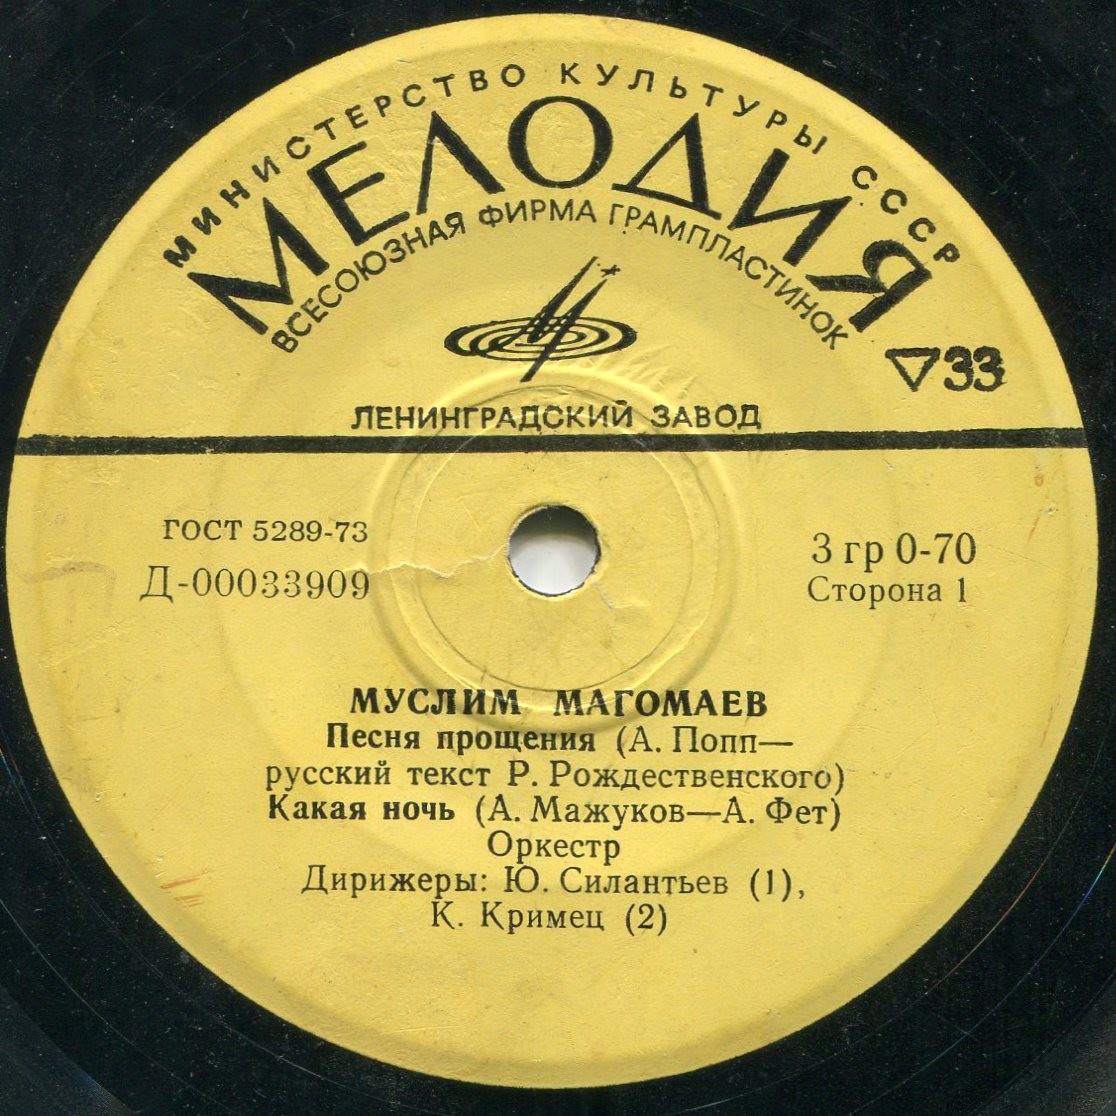 МИНИСТЕРСТВО КУЛЬТУРЫ СССР
МЕЛОДИЯ
ВСЕСОЮЗНАЯ ФИРМА ГРАМПЛАСТИНОК
33
ЛЕНИНГРАДСКИЙ ЗАВОД
ГОСТ 5289-73
Д-00033909
3 гр 0-70
Сторона 1
МУСЛИМ МАГОМАЕВ
Песня прощения (А. Попп—
русский текст Р. Рождественского)
Какая ночь (А. Мажуков—А. Фет)
Оркестр
Дирижеры: Ю. Силантьев (1),
К. Кримец (2)